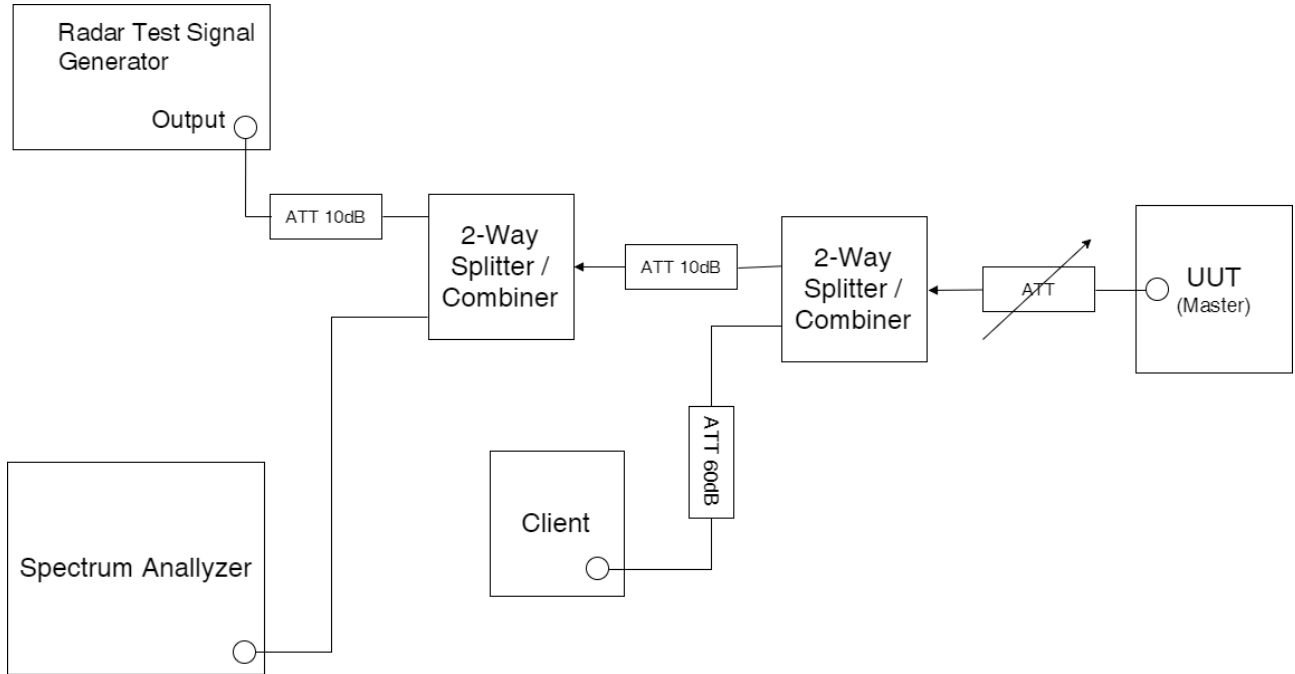 Radar Test Signal
Generator
Output
ATT 10dB
2-Way
Splitter /
Combiner
ATT 10dB
2-Way
Splitter /
Combiner
ATT
UUT
(Master)
ATT 60dB
Client
Spectrum Anallyzer